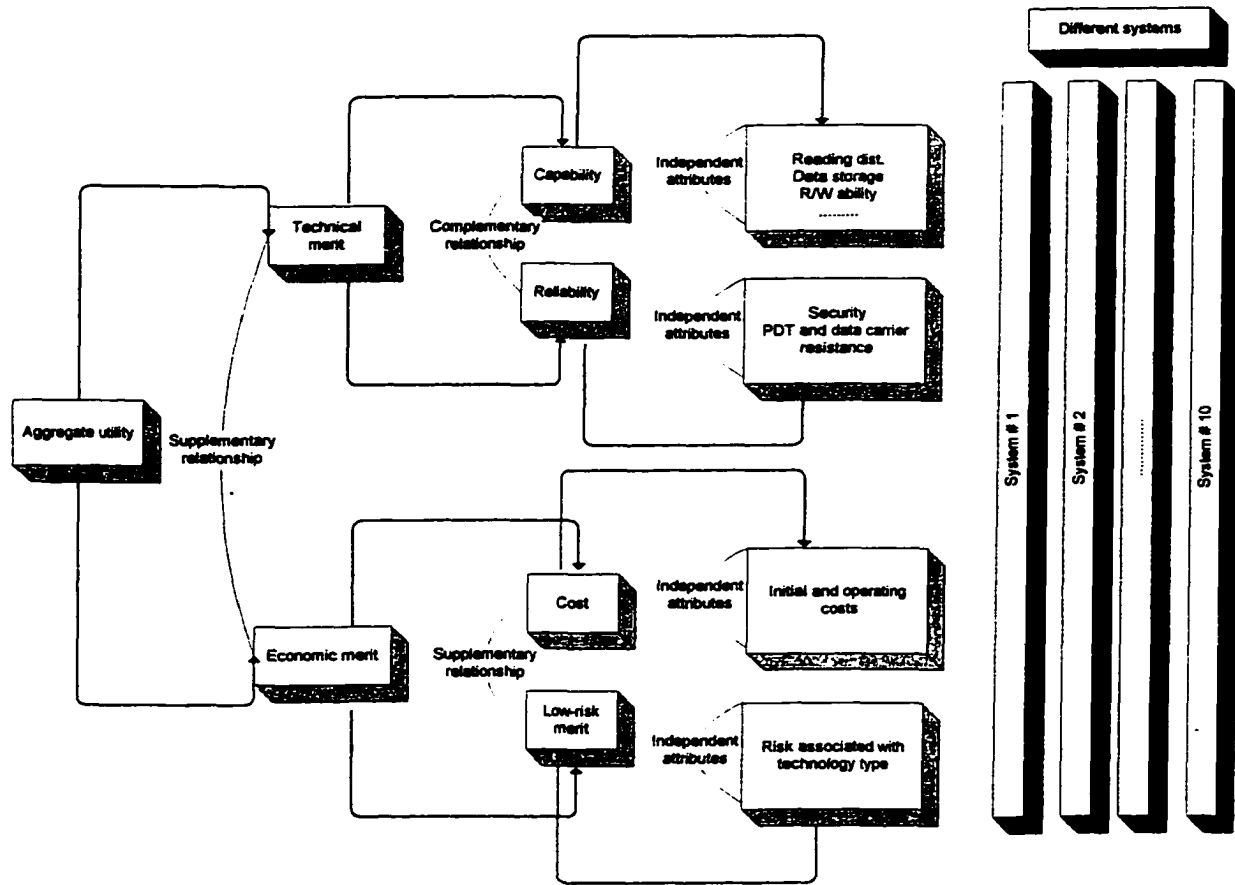 Different systems
Capability
Independent
attributes
Reading dist.
Data storage
R/W ability
..........
Technical
merit
Complementary
relationship
Reliability
Independent
attributes
Security
PDT and data carrier
resistance
Aggregate utility
Supplementary
relationship
System # 1
System # 2
..........
System # 10
Cost
Independent
attributes
Initial and operating
costs
Economic merit
Supplementary
relationship
Low-risk
merit
Independent
attributes
Risk associated with
technology type